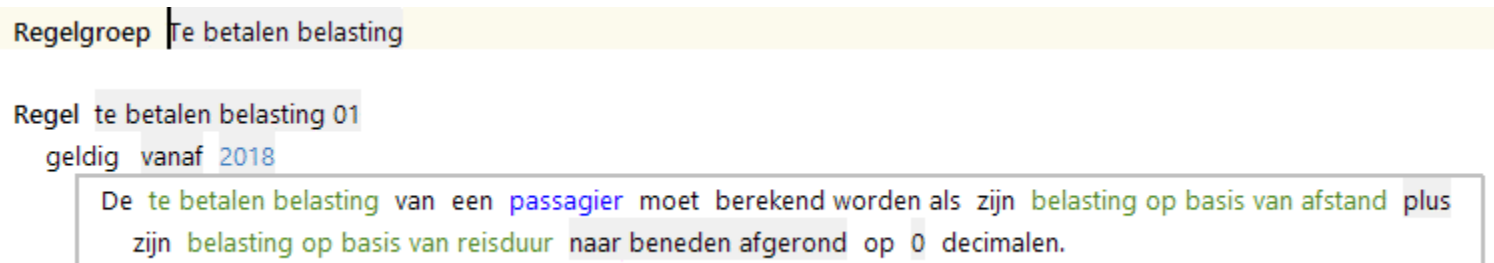 Regelgroep Te betalen belasting
Regel te betalen belasting 01
geldig vanaf 2018
De te betalen belasting van een passagier moet berekend worden als zijn belasting op basis van afstand plus
zijn belasting op basis van reisduur naar beneden afgerond op 0 decimalen.